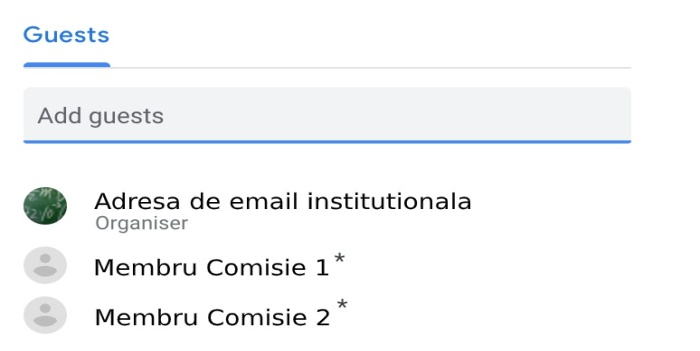 Guests
Add guests
Adresa de email institutionala
Organiser
Membru Comisie 1*
Membru Comisie 2*